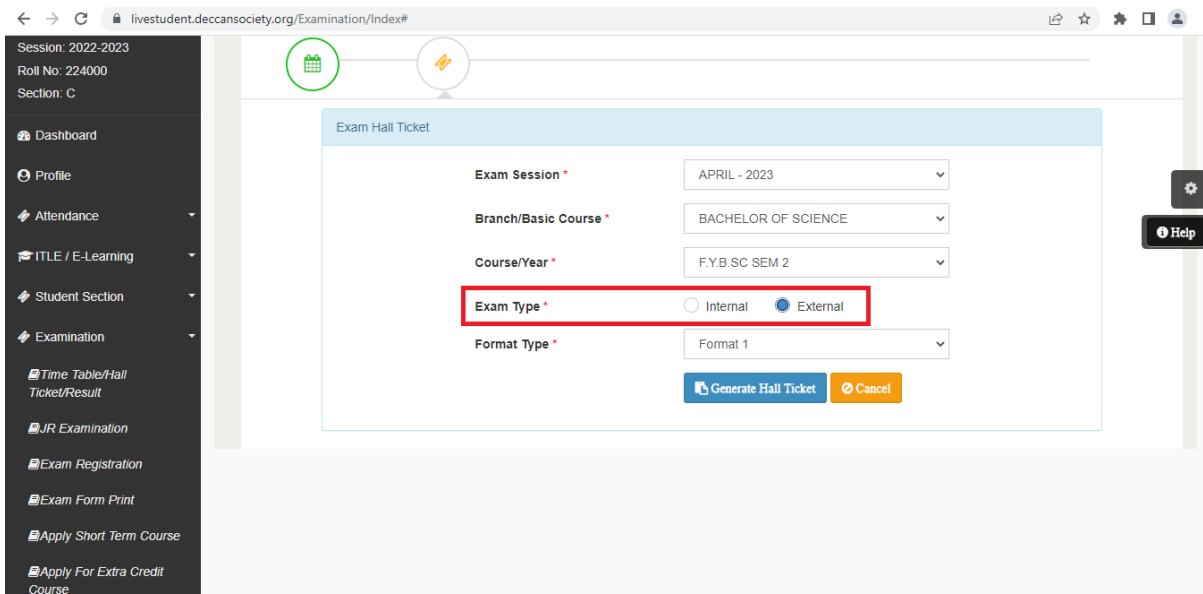 livestudent.deccansociety.org/Examination/Index#
Session: 2022-2023
Roll No: 224000
Section: C
Dashboard
Profile
Attendance
ITLE / E-Learning
Student Section
Examination
Time Table/Hall
Ticket/Result
JR Examination
Exam Registration
Exam Form Print
Apply Short Term Course
Apply For Extra Credit
Course
Exam Hall Ticket
Exam Session * APRIL - 2023
Branch/Basic Course * BACHELOR OF SCIENCE
Course/Year * F.Y.B.SC SEM 2
Exam Type * Internal External
Format Type * Format 1
Generate Hall Ticket Cancel
Help